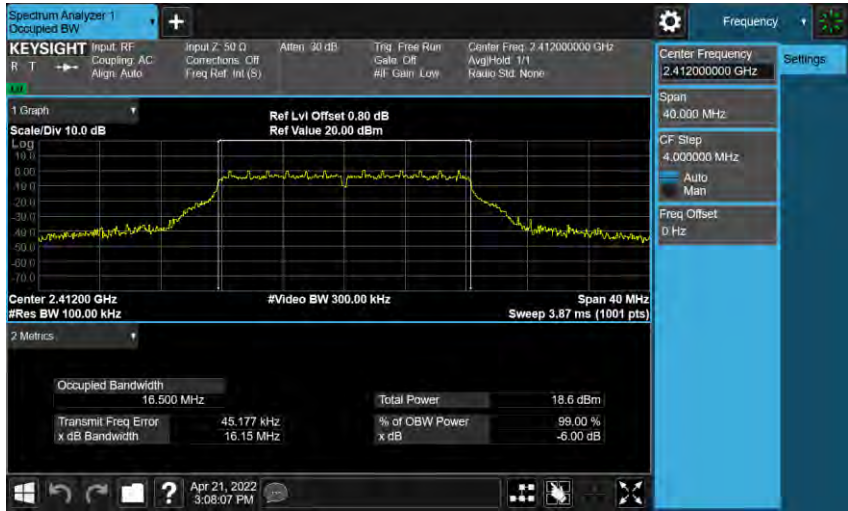 Spectrum Analyzer 1
Occupied BW
Frequency
KEYSIGHT
R T
Input: RF
Coupling: AC
Align: Auto
Input Z: 50 Ω
Corrections: Off
Freq Ref: Int (S)
Atten: 30 dB
Trig: Free Run
Gate: Off
#IF Gain: Low
Center Freq: 2.412000000 GHz
Avg|Hold: 1/1
Radio Std: None
Center Frequency
2.412000000 GHz
Settings
Span
40.000 MHz
CF Step
4.000000 MHz
Auto
Man
Freq Offset
0 Hz
1 Graph
Scale/Div 10.0 dB
Ref Lvl Offset 0.80 dB
Ref Value 20.00 dBm
Log
10.0
0.00
-10.0
-20.0
-30.0
-40.0
-50.0
-60.0
-70.0
Center 2.41200 GHz
#Res BW 100.00 kHz
#Video BW 300.00 kHz
Span 40 MHz
Sweep 3.87 ms (1001 pts)
2 Metrics
Occupied Bandwidth
16.500 MHz
Transmit Freq Error 45.177 kHz
x dB Bandwidth 16.15 MHz
Total Power 18.6 dBm
% of OBW Power 99.00 %
x dB -6.00 dB
?
Apr 21, 2022
3:08:07 PM